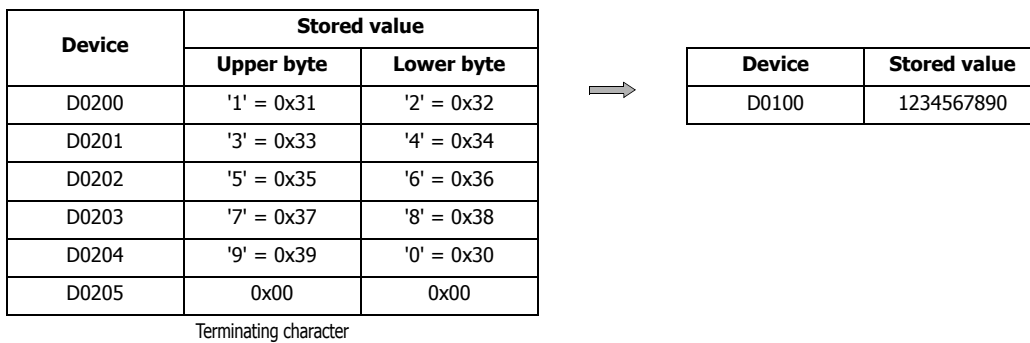 Device Stored value
Upper byte Lower byte
D0200 '1' = 0x31 '2' = 0x32
D0201 '3' = 0x33 '4' = 0x34
D0202 '5' = 0x35 '6' = 0x36
D0203 '7' = 0x37 '8' = 0x38
D0204 '9' = 0x39 '0' = 0x30
D0205 0x00 0x00
Terminating character
Device Stored value
D0100 1234567890